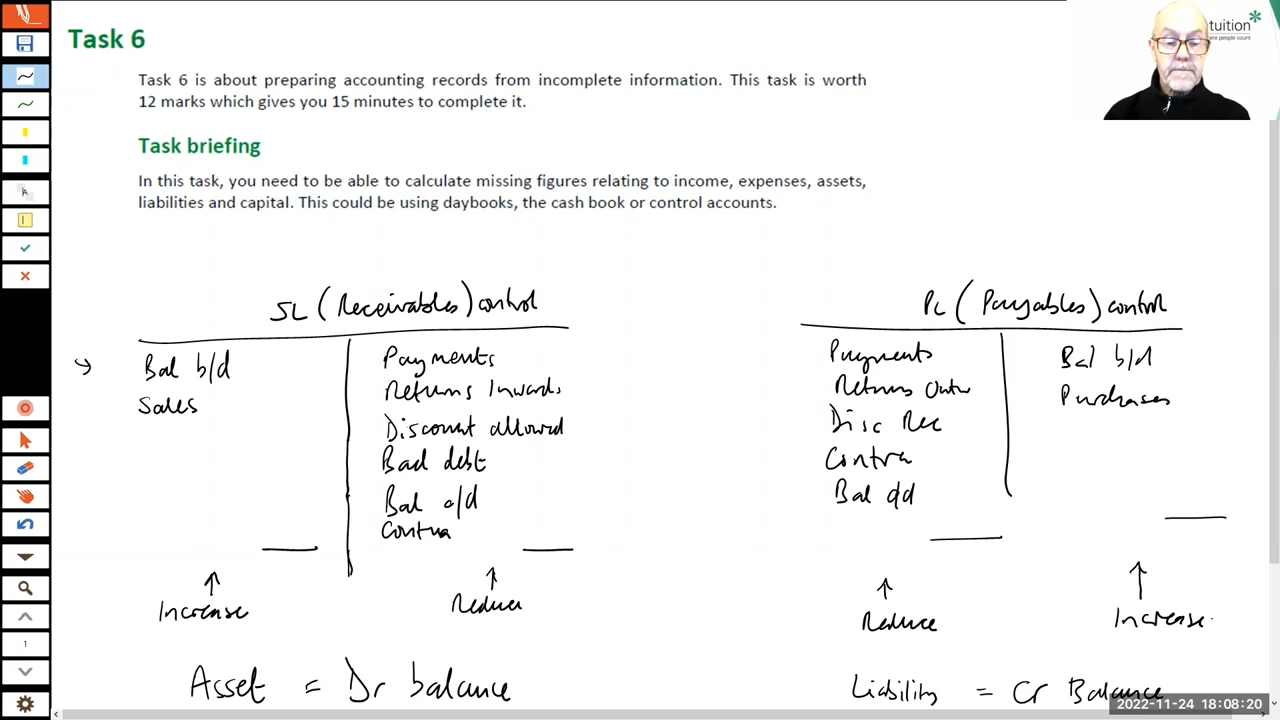 tuition
where people count
Task 6
Task 6 is about preparing accounting records from incomplete information. This task is worth
12 marks which gives you 15 minutes to complete it.
Task briefing
In this task, you need to be able to calculate missing figures relating to income, expenses, assets,
liabilities and capital. This could be using daybooks, the cash book or control accounts.
SL (Receivables) control
Bal b/d
Sales
Payments
Returns Inwards
Discount allowed
Bad debt
Bal c/d
Contra
Increase
Reduce
Asset = Dr balance
PL (Payables) control
Payments
Returns Outw
Disc Rec
Contra
Bal c/d
Bal b/d
Purchases
Reduce
Increase.
Liability = Cr Balance
1
2022-11-24 18:08:20